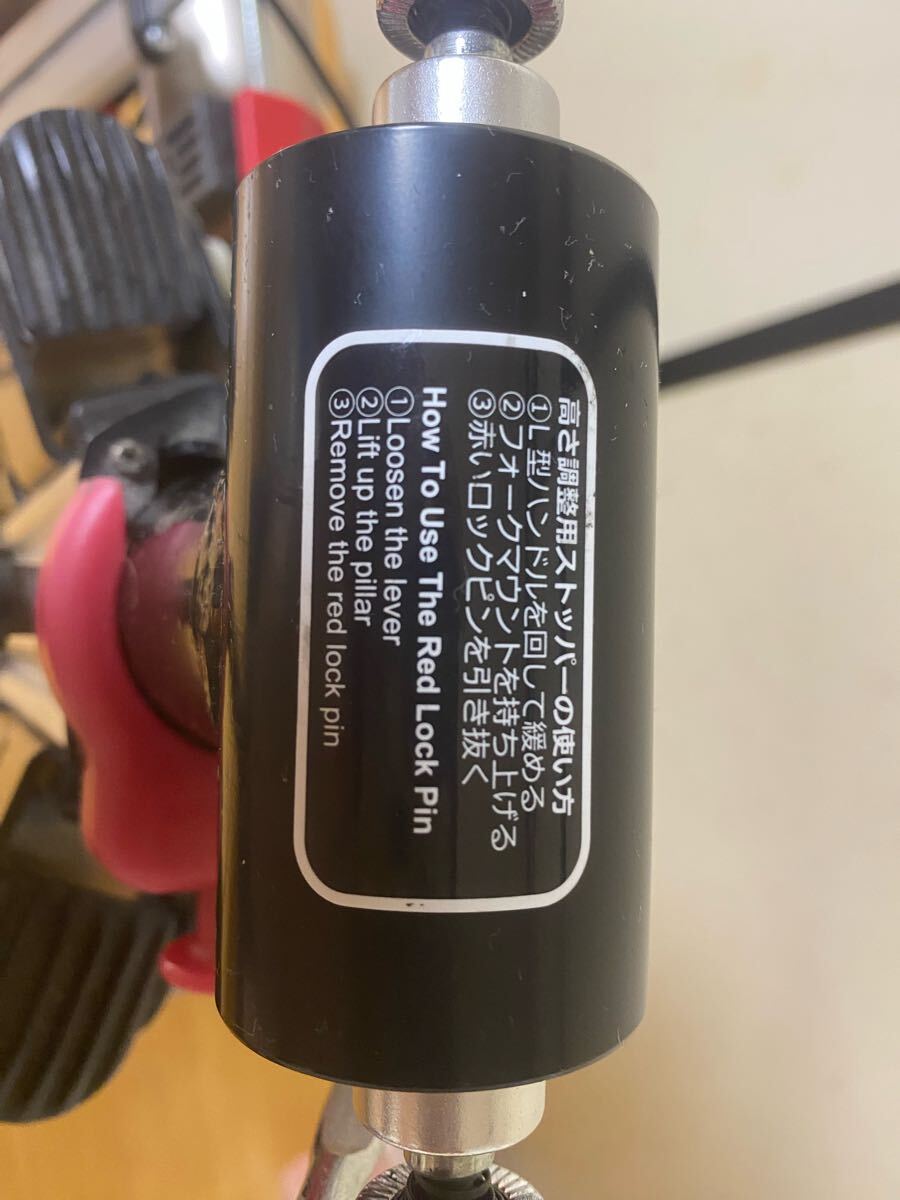 高さ調整用ストッパーの使い方
①L型ハンドルを回して緩める
②フォークマウントを持ち上げる
③赤いロックピンを引き抜く
How To Use The Red Lock Pin
①Loosen the lever
②Lift up the pillar
③Remove the red lock pin